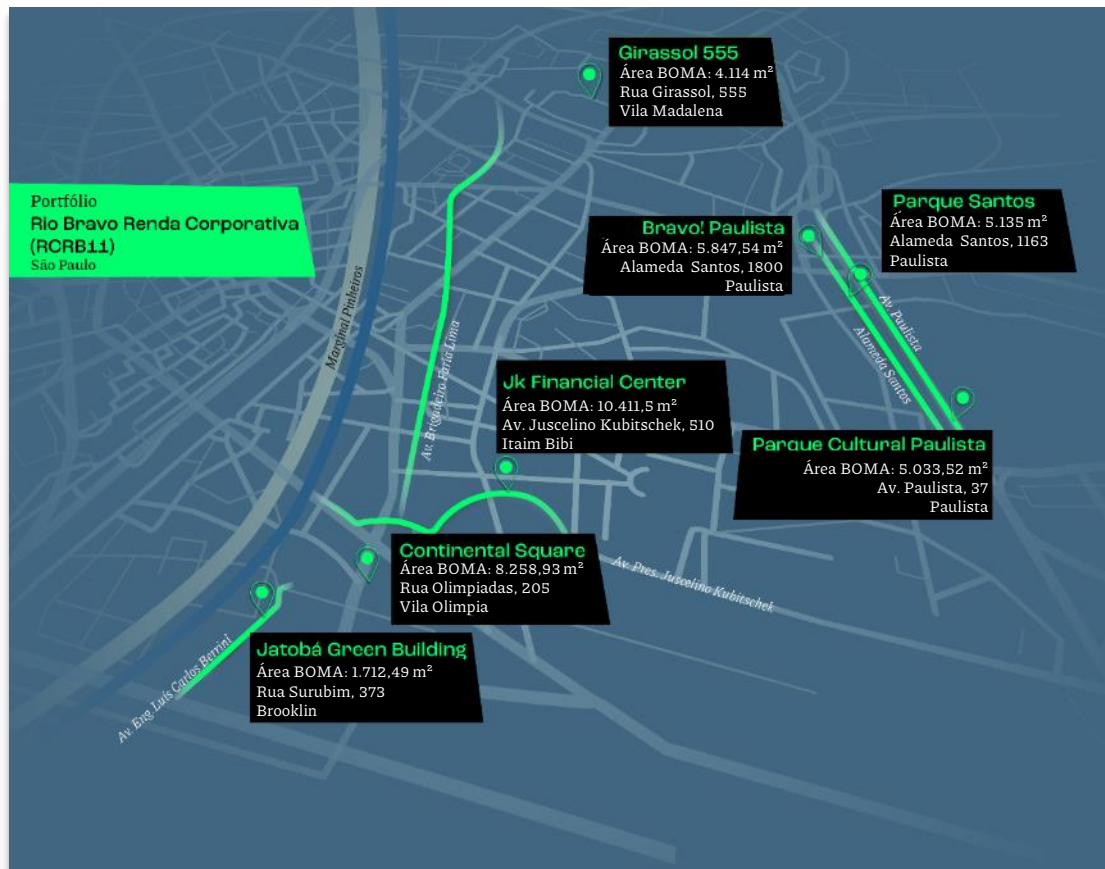 Girassol 555
Área BOMA: 4.114 m²
Rua Girassol, 555
Vila Madalena
Portfólio
Rio Bravo Renda Corporativa
(RCRB11)
São Paulo
Parque Santos
Área BOMA: 5.135 m²
Alameda Santos, 1163
Paulista
Bravo! Paulista
Área BOMA: 5.847,54 m²
Alameda Santos, 1800
Paulista
Marginal Pinheiros
Av. Brigadeiro Faria Lima
Av. Paulista
Alameda Santos
Jk Financial Center
Área BOMA: 10.411,5 m²
Av. Juscelino Kubitschek, 510
Itaim Bibi
Parque Cultural Paulista
Área BOMA: 5.033,52 m²
Av. Paulista, 37
Paulista
Continental Square
Área BOMA: 8.258,93 m²
Rua Olimpiadas, 205
Vila Olimpia
Av. Pres. Juscelino Kubitschek
Jatobá Green Building
Área BOMA: 1.712,49 m²
Rua Surubim, 373
Brooklin
Av. Eng. Luís Carlos Berrini